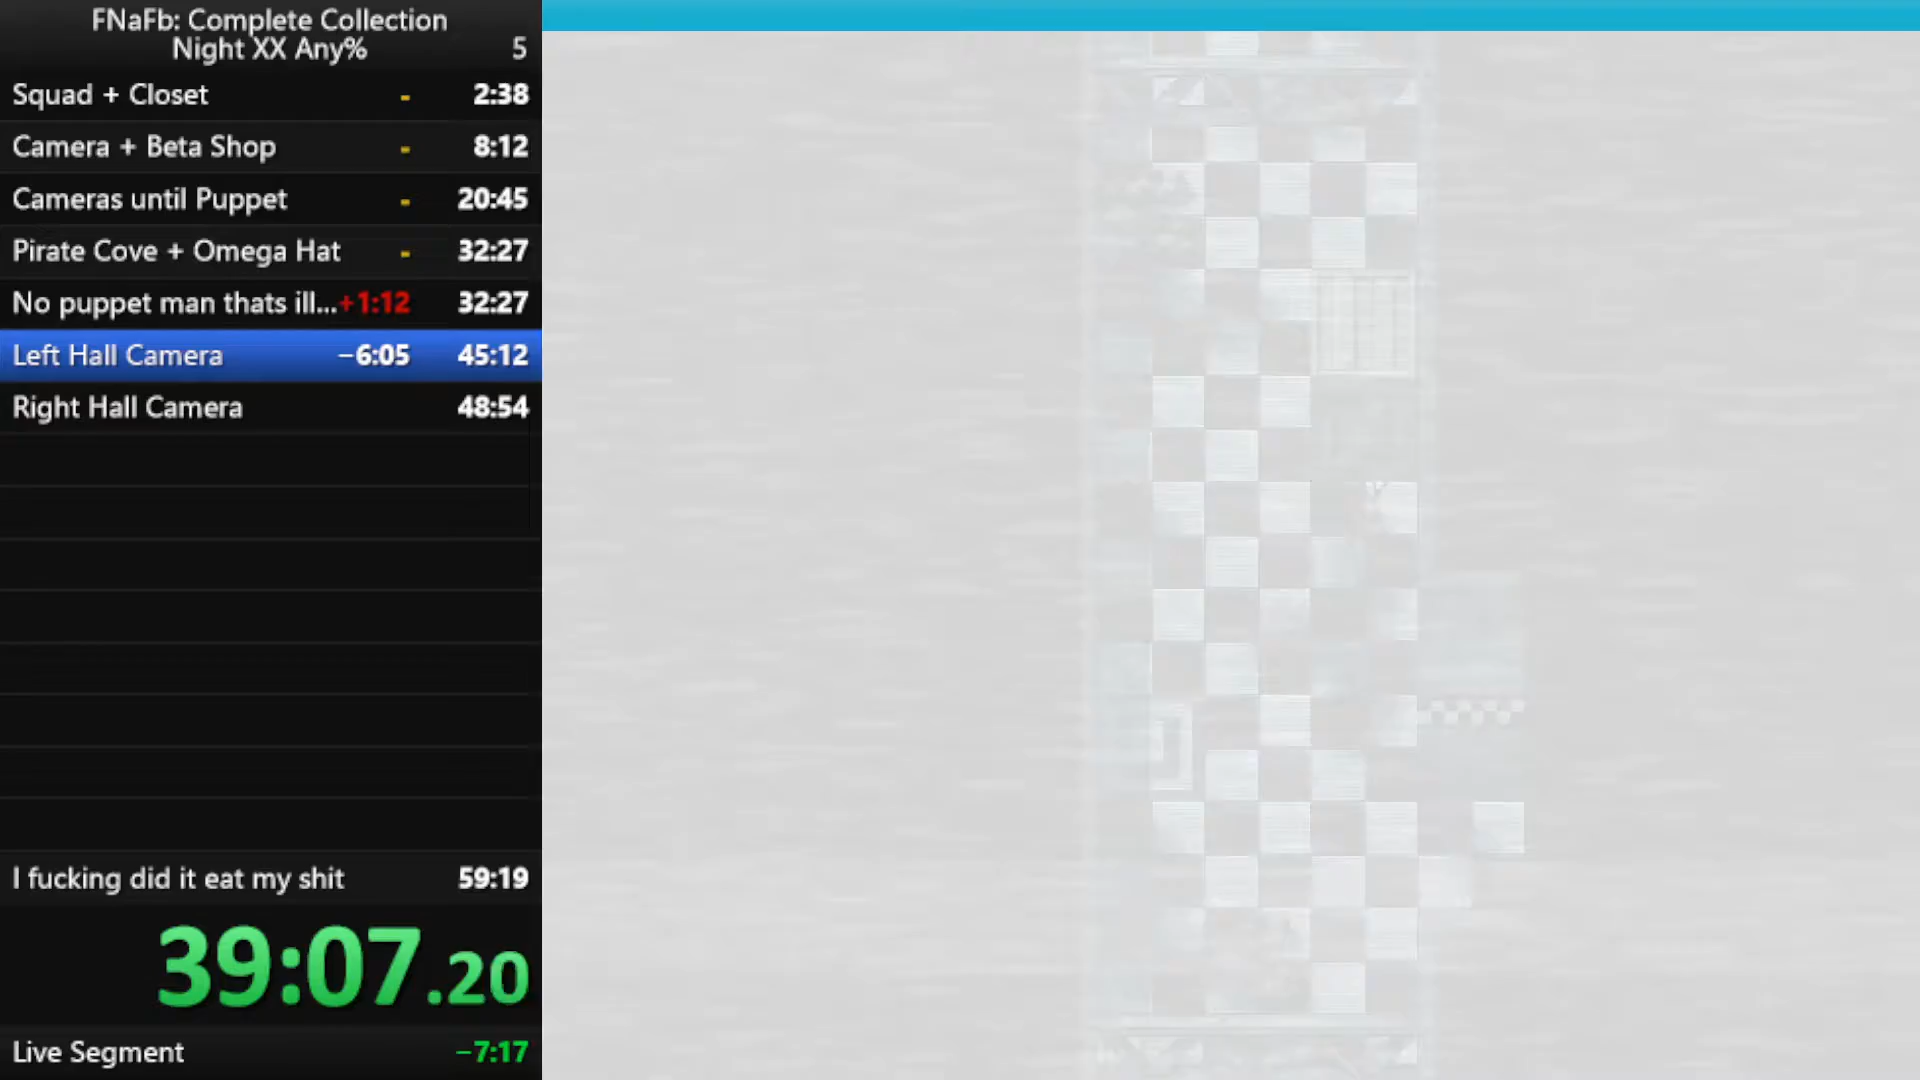 FNaFb: Complete Collection
Night XX Any% 5
Squad + Closet - 2:38
Camera + Beta Shop - 8:12
Cameras until Puppet - 20:45
Pirate Cove + Omega Hat - 32:27
No puppet man thats ill... +1:12 32:27
Left Hall Camera −6:05 45:12
Right Hall Camera 48:54
I fucking did it eat my shit 59:19
39:07.20
Live Segment −7:17